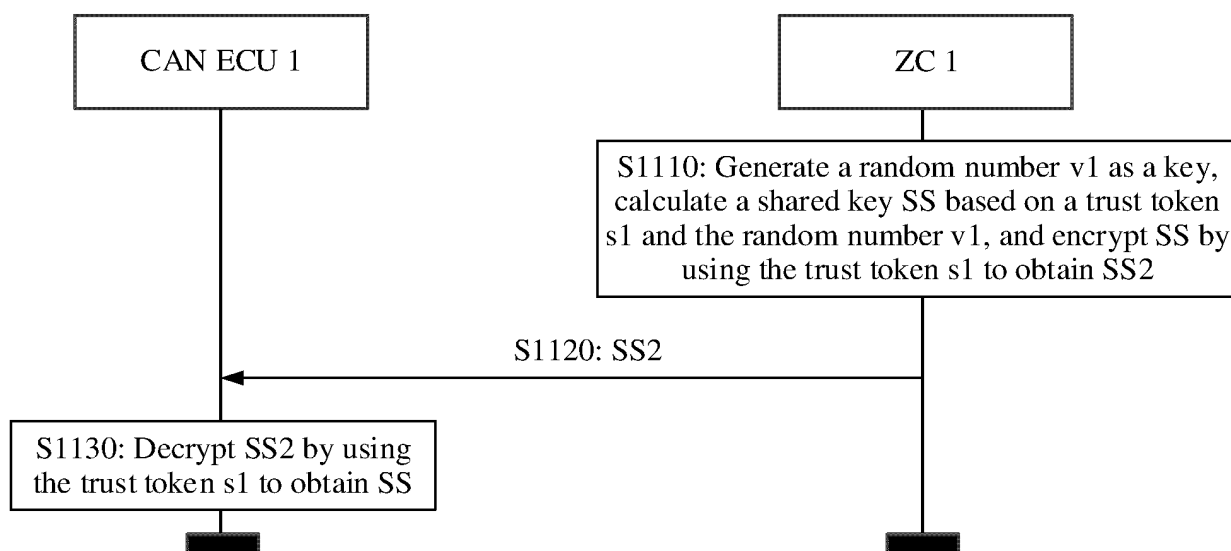 CAN ECU 1
ZC 1
S1110: Generate a random number v1 as a key,
calculate a shared key SS based on a trust token
s1 and the random number v1, and encrypt SS by
using the trust token s1 to obtain SS2
S1120: SS2
S1130: Decrypt SS2 by using
the trust token s1 to obtain SS